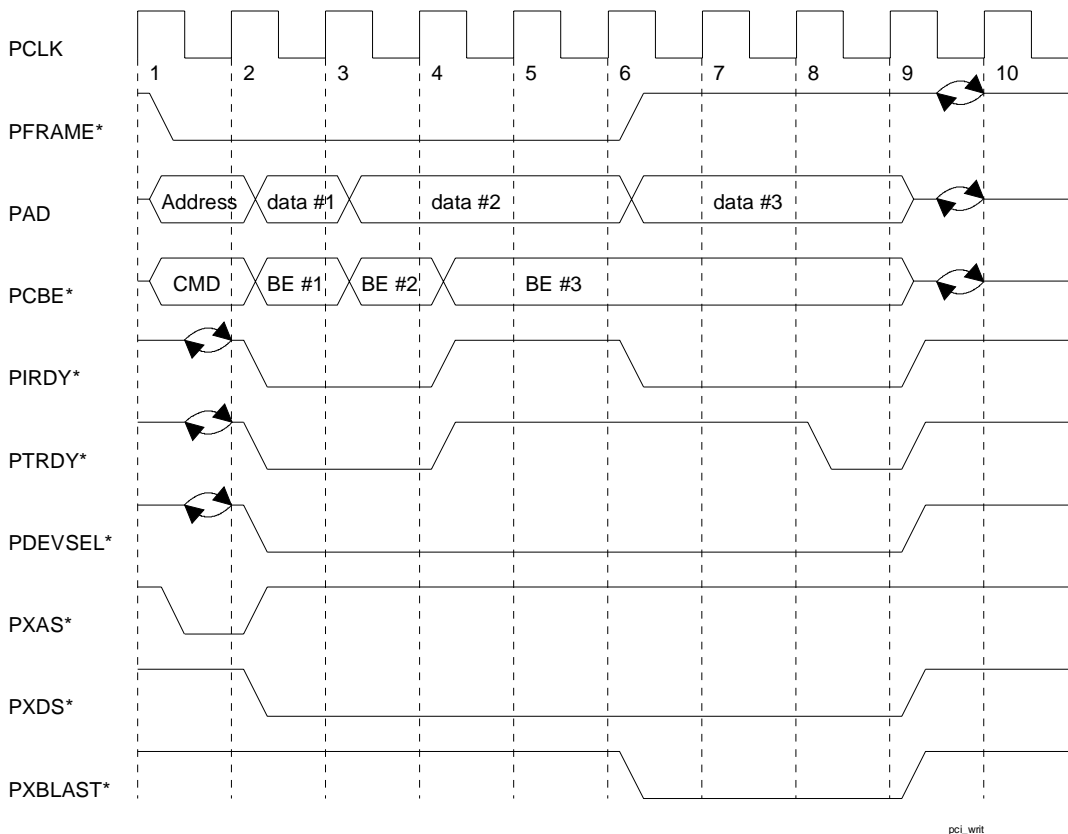 PCLK
1 2 3 4 5 6 7 8 9 10
PFRAME*
PAD Address data #1 data #2 data #3
PCBE* CMD BE #1 BE #2 BE #3
PIRDY*
PTRDY*
PDEVSEL*
PXAS*
PXDS*
PXBLAST*
pci_writ